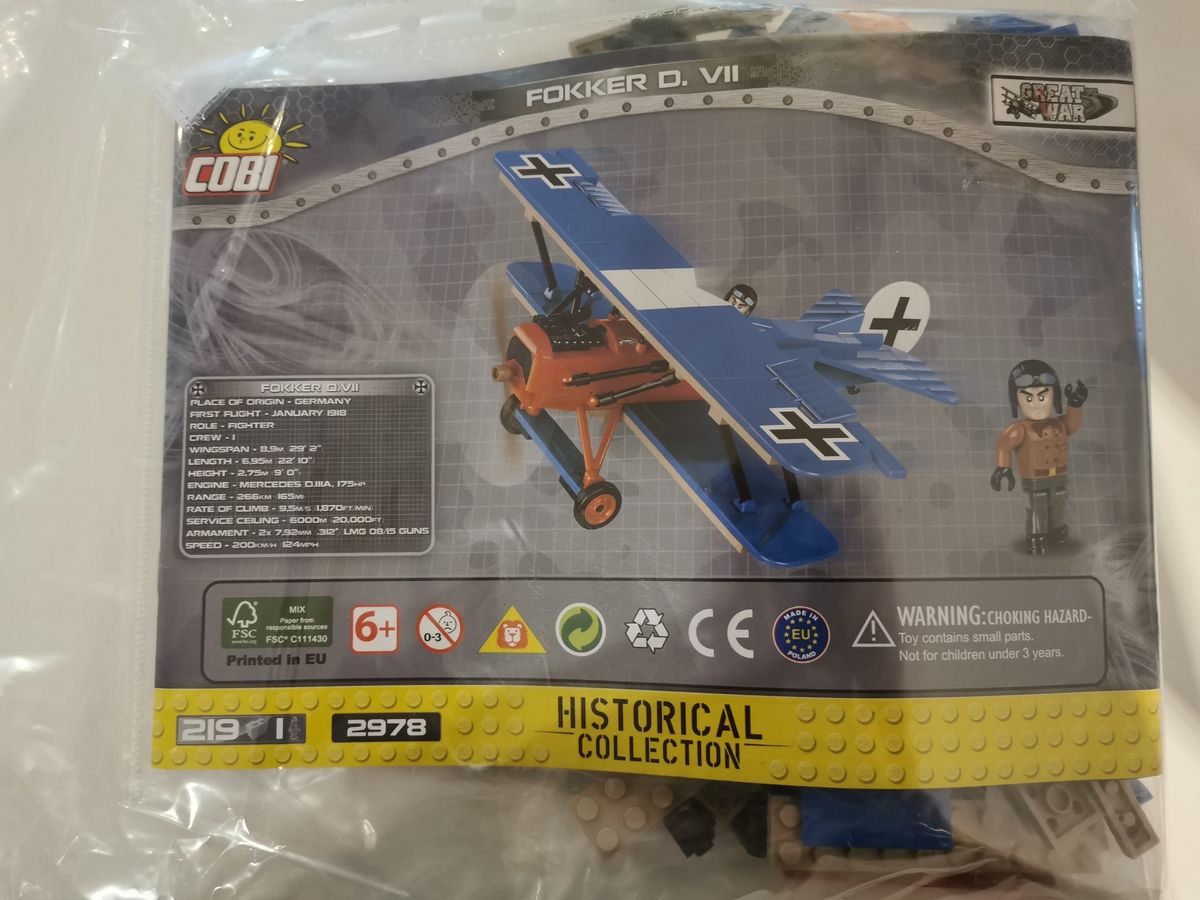 FOKKER D. VII
GREAT WAR
COBI
FOKKER D.VII
PLACE OF ORIGIN - GERMANY
FIRST FLIGHT - JANUARY 1918
ROLE - FIGHTER
CREW - 1
WINGSPAN - 8.9M 29' 2"
LENGTH - 6,95M 22' 10"
HEIGHT - 2,75M 9' 0"
ENGINE - MERCEDES D.IIIA, 175HP
RANGE - 266KM 165MI
RATE OF CLIMB - 9,5M/S 1,870FT/MIN
SERVICE CEILING - 6000M 20,000FT
ARMAMENT - 2x 7,92MM .312" LMG 08/15 GUNS
SPEED - 200KM/H 124MPH
FSC
www.fsc.org
MIX
Paper from
responsible sources
FSC® C111430
Printed in EU
6+
0-3
CE
MADE IN
EU
POLAND
WARNING: CHOKING HAZARD-
Toy contains small parts.
Not for children under 3 years.
219 1
2978
HISTORICAL
COLLECTION